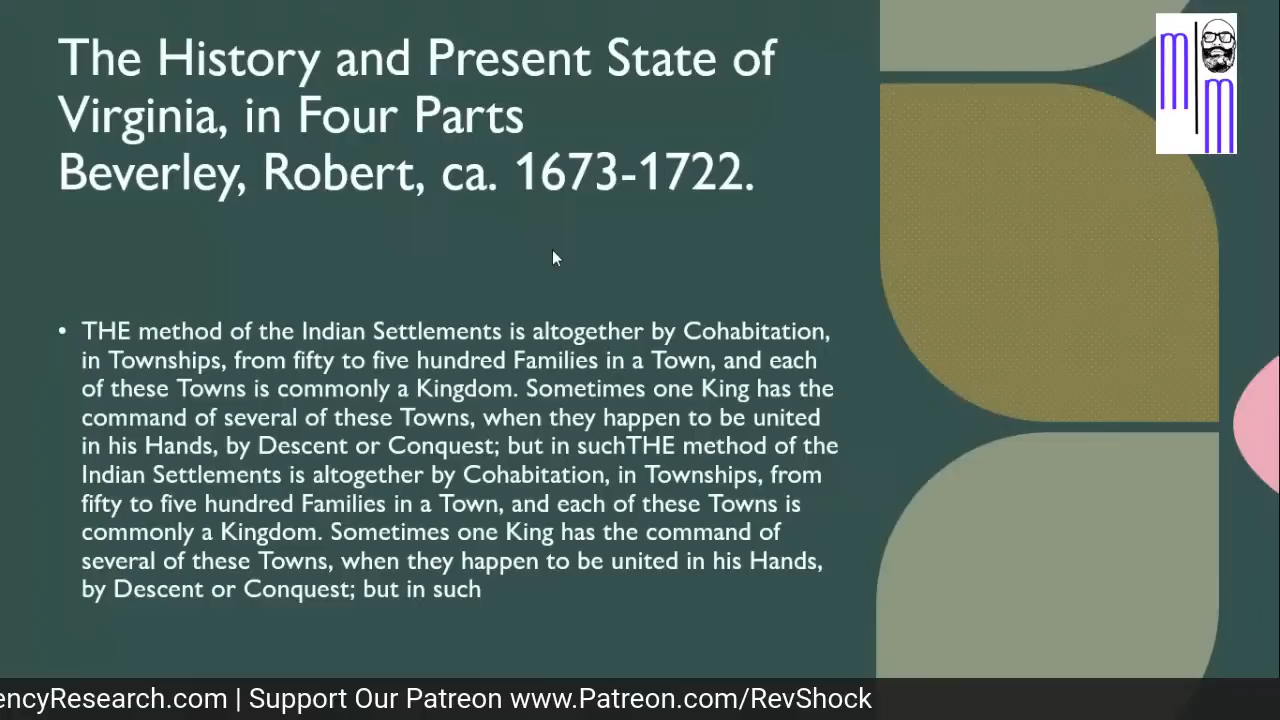 The History and Present State of
Virginia, in Four Parts
Beverley, Robert, ca. 1673-1722.
• THE method of the Indian Settlements is altogether by Cohabitation,
in Townships, from fifty to five hundred Families in a Town, and each
of these Towns is commonly a Kingdom. Sometimes one King has the
command of several of these Towns, when they happen to be united
in his Hands, by Descent or Conquest; but in suchTHE method of the
Indian Settlements is altogether by Cohabitation, in Townships, from
fifty to five hundred Families in a Town, and each of these Towns is
commonly a Kingdom. Sometimes one King has the command of
several of these Towns, when they happen to be united in his Hands,
by Descent or Conquest; but in such
m
m
encyResearch.com | Support Our Patreon www.Patreon.com/RevShock